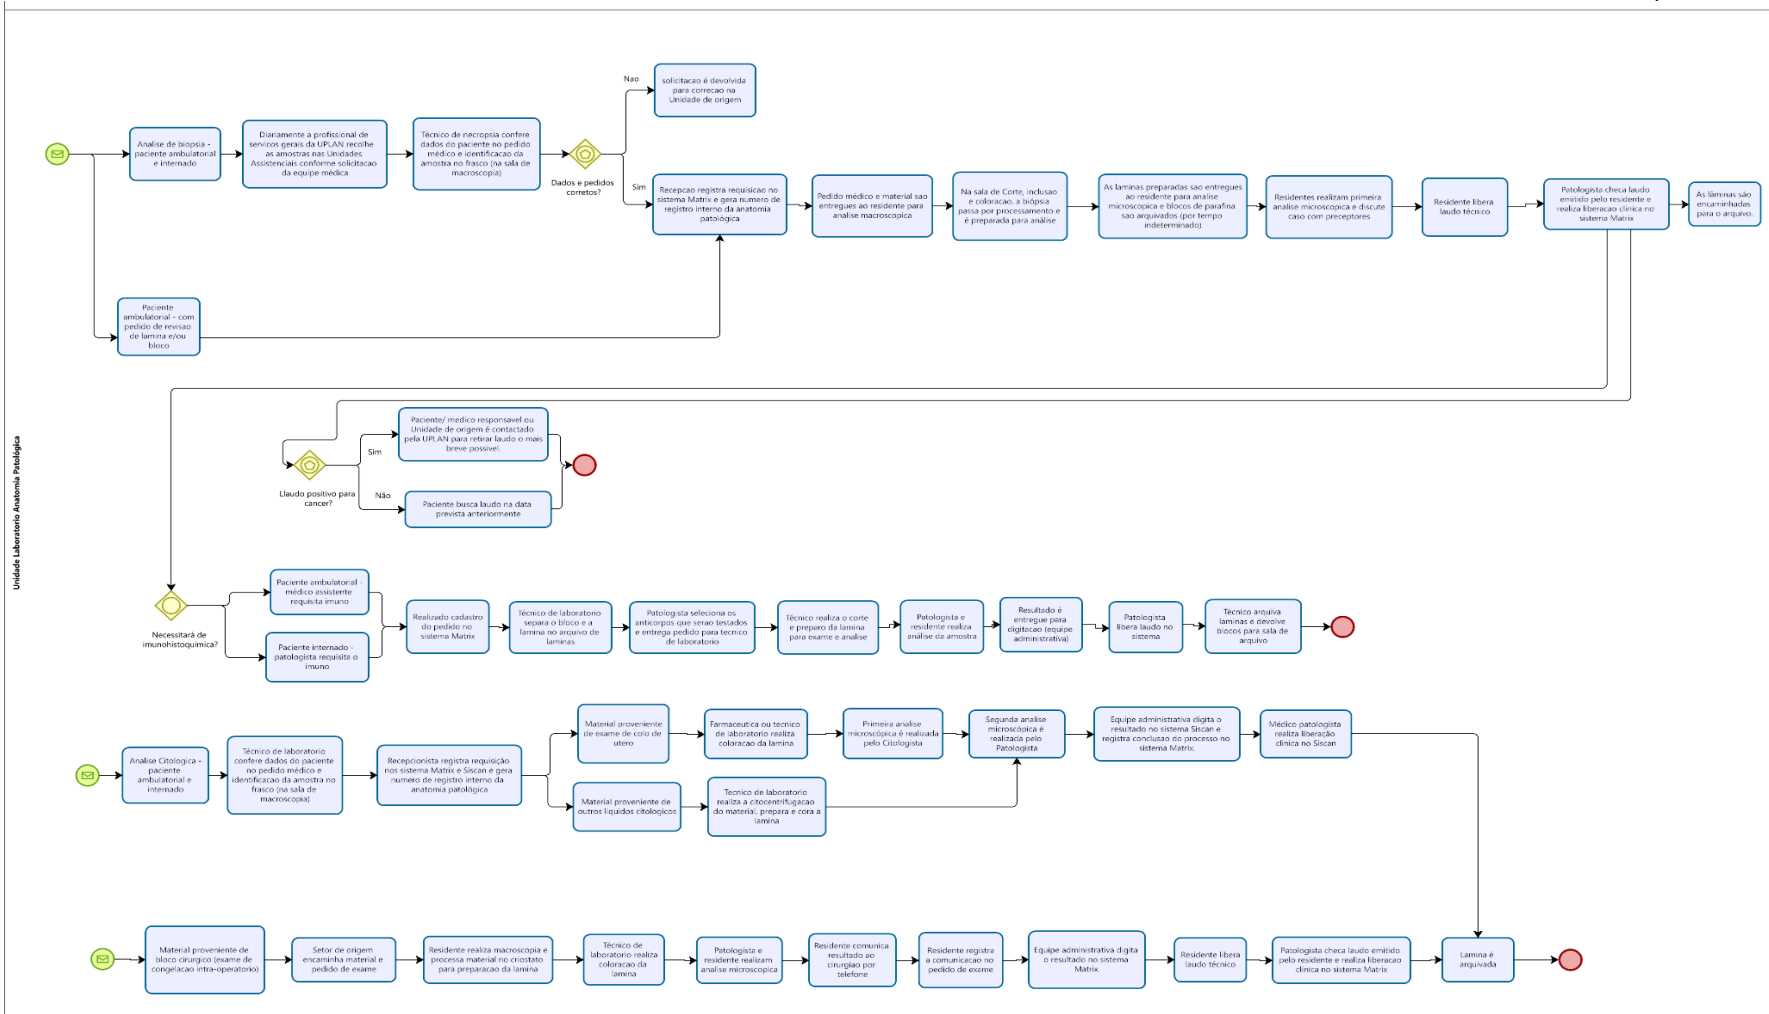 Unidade Laboratorio Anatomia Patológica
Analise de biopsia -
paciente ambulatorial
e internado
Diariamente a profissional de
servicos gerais da UPLAN recolhe
as amostras nas Unidades
Assistenciais conforme solicitacao
da equipe médica
Técnico de necropsia confere
dados do paciente no pedido
médico e identificacao da
amostra no frasco (na sala de
macroscopia)
Dados e pedidos
corretos?
Nao
solicitacao é devolvida
para correcao na
Unidade de origem
Sim
Recepcao registra requisicao no
sistema Matrix e gera numero de
registro interno da anatomia
patológica
Pedido médico e material sao
entregues ao residente para
analise macroscopica
Na sala de Corte, inclusao
e coloracao, a biópsia
passa por processamento e
é preparada para análise
As laminas preparadas sao entregues
ao residente para analise
microscopica e blocos de parafina
sao arquivados (por tempo
indeterminado)
Residentes realizam primeira
analise microscopica e discute
caso com preceptores
Residente libera
laudo técnico
Patologista checa laudo
emitido pelo residente e
realiza liberacao clinica no
sistema Matrix
As lâminas são
encaminhadas
para o arquivo.
Paciente
ambulatorial - com
pedido de revisao
de lamina e/ou
bloco
Llaudo positivo para
cancer?
Sim
Paciente/ medico responsavel ou
Unidade de origem é contactado
pela UPLAN para retirar laudo o mais
breve possivel.
Não
Paciente busca laudo na data
prevista anteriormente
Necessitará de
imunohistoquimica?
Paciente ambulatorial -
médico assistente
requisita imuno
Paciente internado -
patologista requisita o
imuno
Realizado cadastro
do pedido no
sistema Matrix
Técnico de laboratorio
separa o bloco e a
lamina no arquivo de
laminas
Patologista seleciona os
anticorpos que serao testados
e entrega pedido para tecnico
de laboratorio
Técnico realiza o corte
e preparo da lamina
para exame e analise
Patologista e
residente realiza
análise da amostra
Resultado é
entregue para
digitacao (equipe
administrativa)
Patologista
libera laudo no
sistema
Técnico arquiva
laminas e devolve
blocos para sala de
arquivo
Analise Citologica -
paciente
ambulatorial e
internado
Técnico de laboratorio
confere dados do paciente
no pedido médico e
identificacao da amostra no
frasco (na sala de
macroscopia)
Recepcionista registra requisição
nos sistema Matrix e Siscan e gera
numero de registro interno da
anatomia patológica
Material proveniente
de exame de colo de
utero
Farmaceutica ou tecnico
de laboratorio realiza
coloracao da lamina
Primeira analise
microscópica é realizada
pelo Citologista
Segunda analise
microscópica é
realizada pelo
Patologista
Equipe administrativa digita o
resultado no sistema Siscan e
registra conclusao do processo no
sistema Matrix.
Médico patologista
realiza liberação
clinica no Siscan
Material proveniente de
outros liquidos citologicos
Tecnico de laboratorio
realiza a citocentrifugacao
do material, prepara e cora a
lamina
Material proveniente de
bloco cirurgico (exame de
congelacao intra-operatorio)
Setor de origem
encaminha material e
pedido de exame
Residente realiza macroscopia e
processa material no criostato
para preparacao da lamina
Técnico de
laboratorio realiza
coloracao da
lamina
Patologista e
residente realizam
analise microscopica
Residente comunica
resultado ao
cirurgiao por
telefone
Residente registra
a comunicacao no
pedido de exame
Equipe administrativa digita
o resultado no sistema
Matrix.
Residente libera
laudo técnico
Patologista checa laudo emitido
pelo residente e realiza liberacao
clinica no sistema Matrix
Lamina é
arquivada